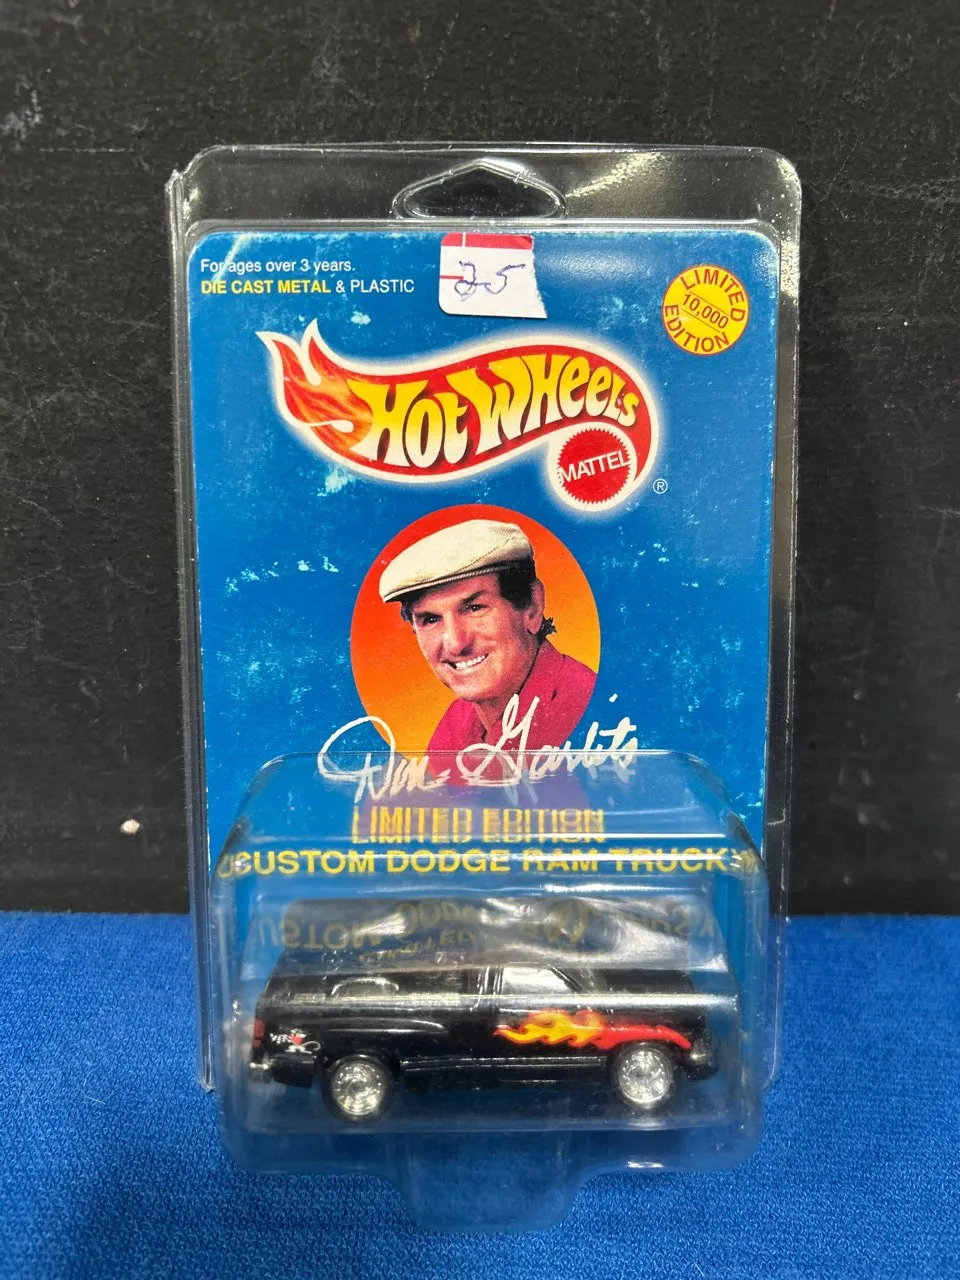 For ages over 3 years.
DIE CAST METAL & PLASTIC
25
LIMITED
10,000
EDITION
HOT WHEELS
MATTEL
®
Don Garlits
LIMITED EDITION
CUSTOM DODGE RAM TRUCK